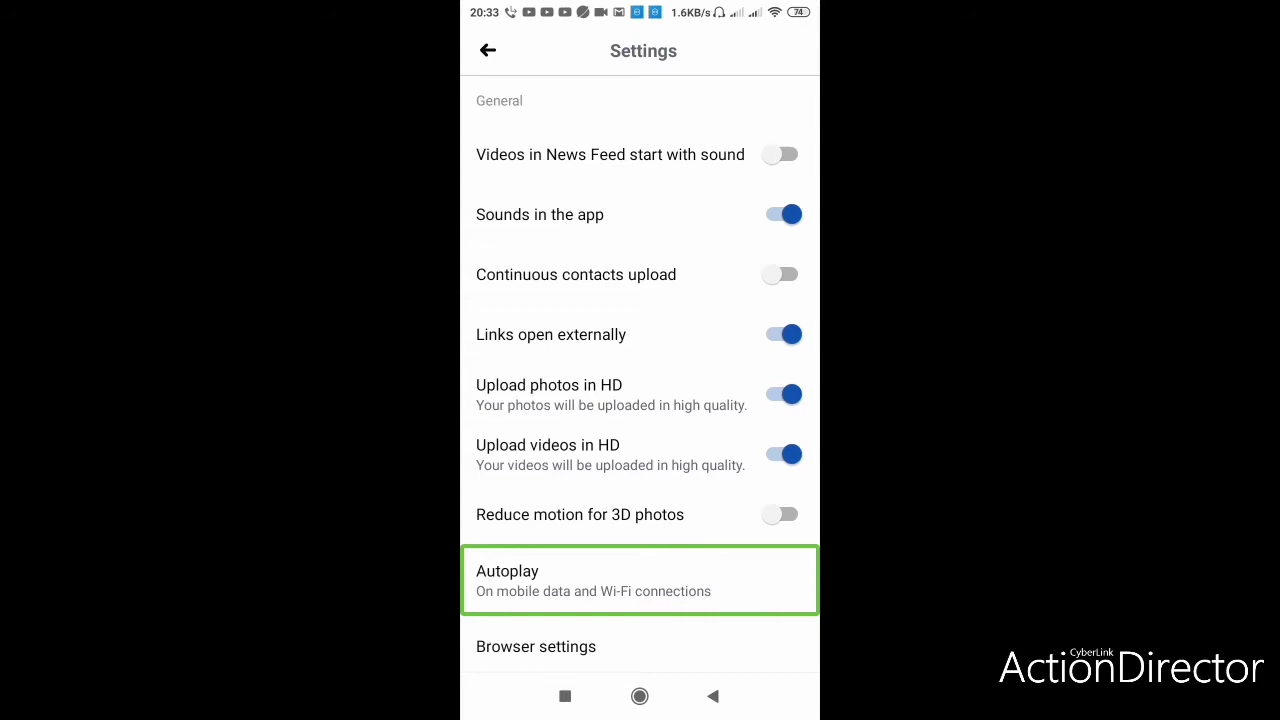 20:33 1.6KB/s 74
Settings
General
Videos in News Feed start with sound
Sounds in the app
Continuous contacts upload
Links open externally
Upload photos in HD
Your photos will be uploaded in high quality.
Upload videos in HD
Your videos will be uploaded in high quality.
Reduce motion for 3D photos
Autoplay
On mobile data and Wi-Fi connections
Browser settings
CyberLink
ActionDirector